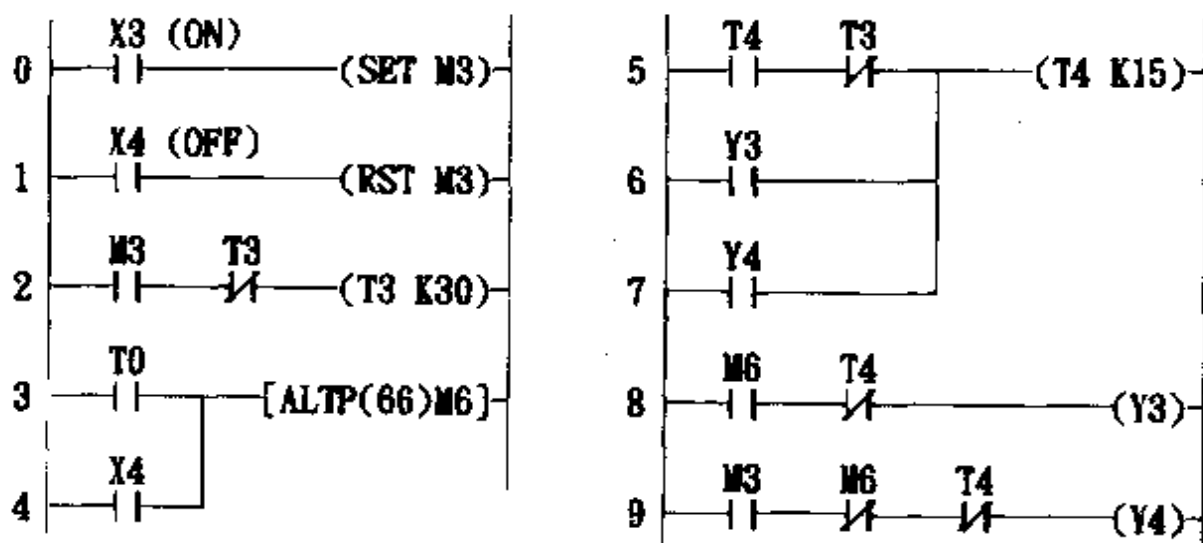 X3 (ON)
0 (SET M3)
X4 (OFF)
1 (RST M3)
M3 T3
2 (T3 K30)
T0
3 [ALTP(66)M6]
X4
4
T4 T3
5 (T4 K15)
Y3
6
Y4
7
M6 T4
8 (Y3)
M3 M6 T4
9 (Y4)